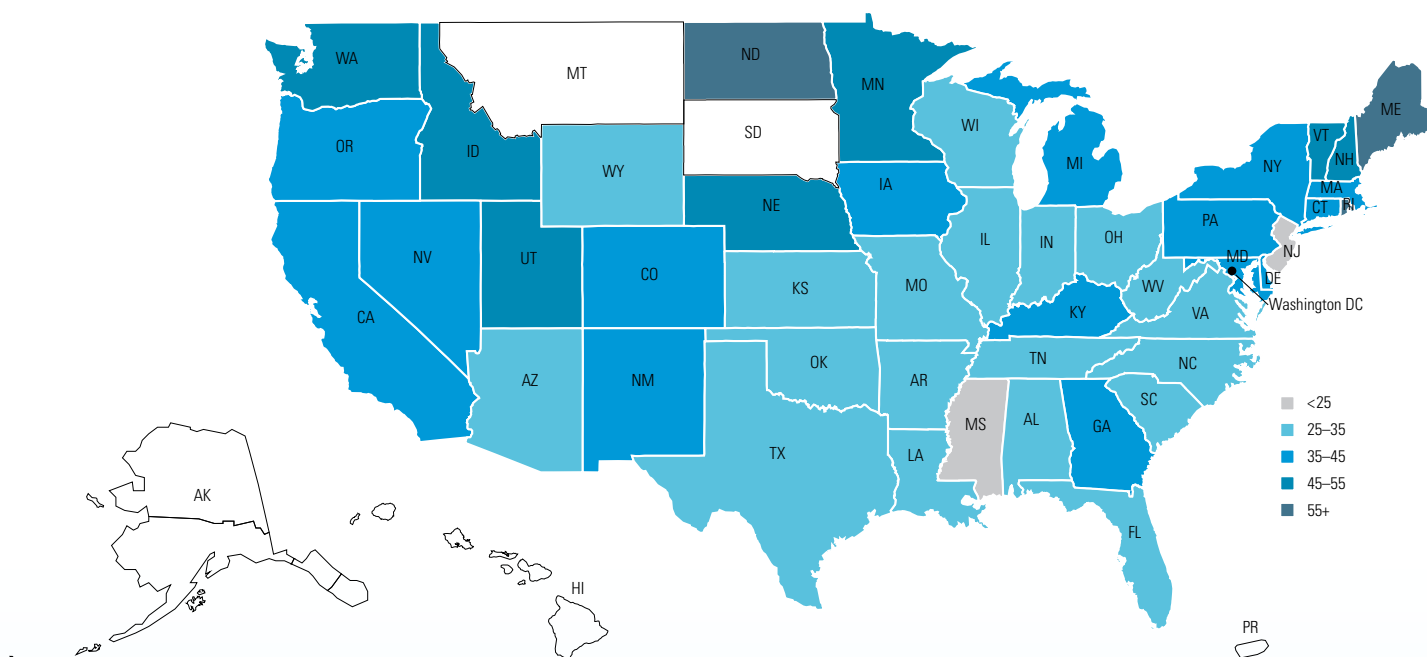 WA
MT
ND
MN
ME
OR
ID
SD
WI
VT
NH
WY
MI
NY
MA
IA
NE
CT
RI
PA
NV
UT
CO
IL
IN
OH
NJ
MD
DE
KS
MO
WV
VA
Washington DC
CA
KY
OK
TN
NC
AZ
NM
AR
SC
MS
AL
GA
TX
LA
FL
<25
25–35
35–45
45–55
55+
AK
HI
PR